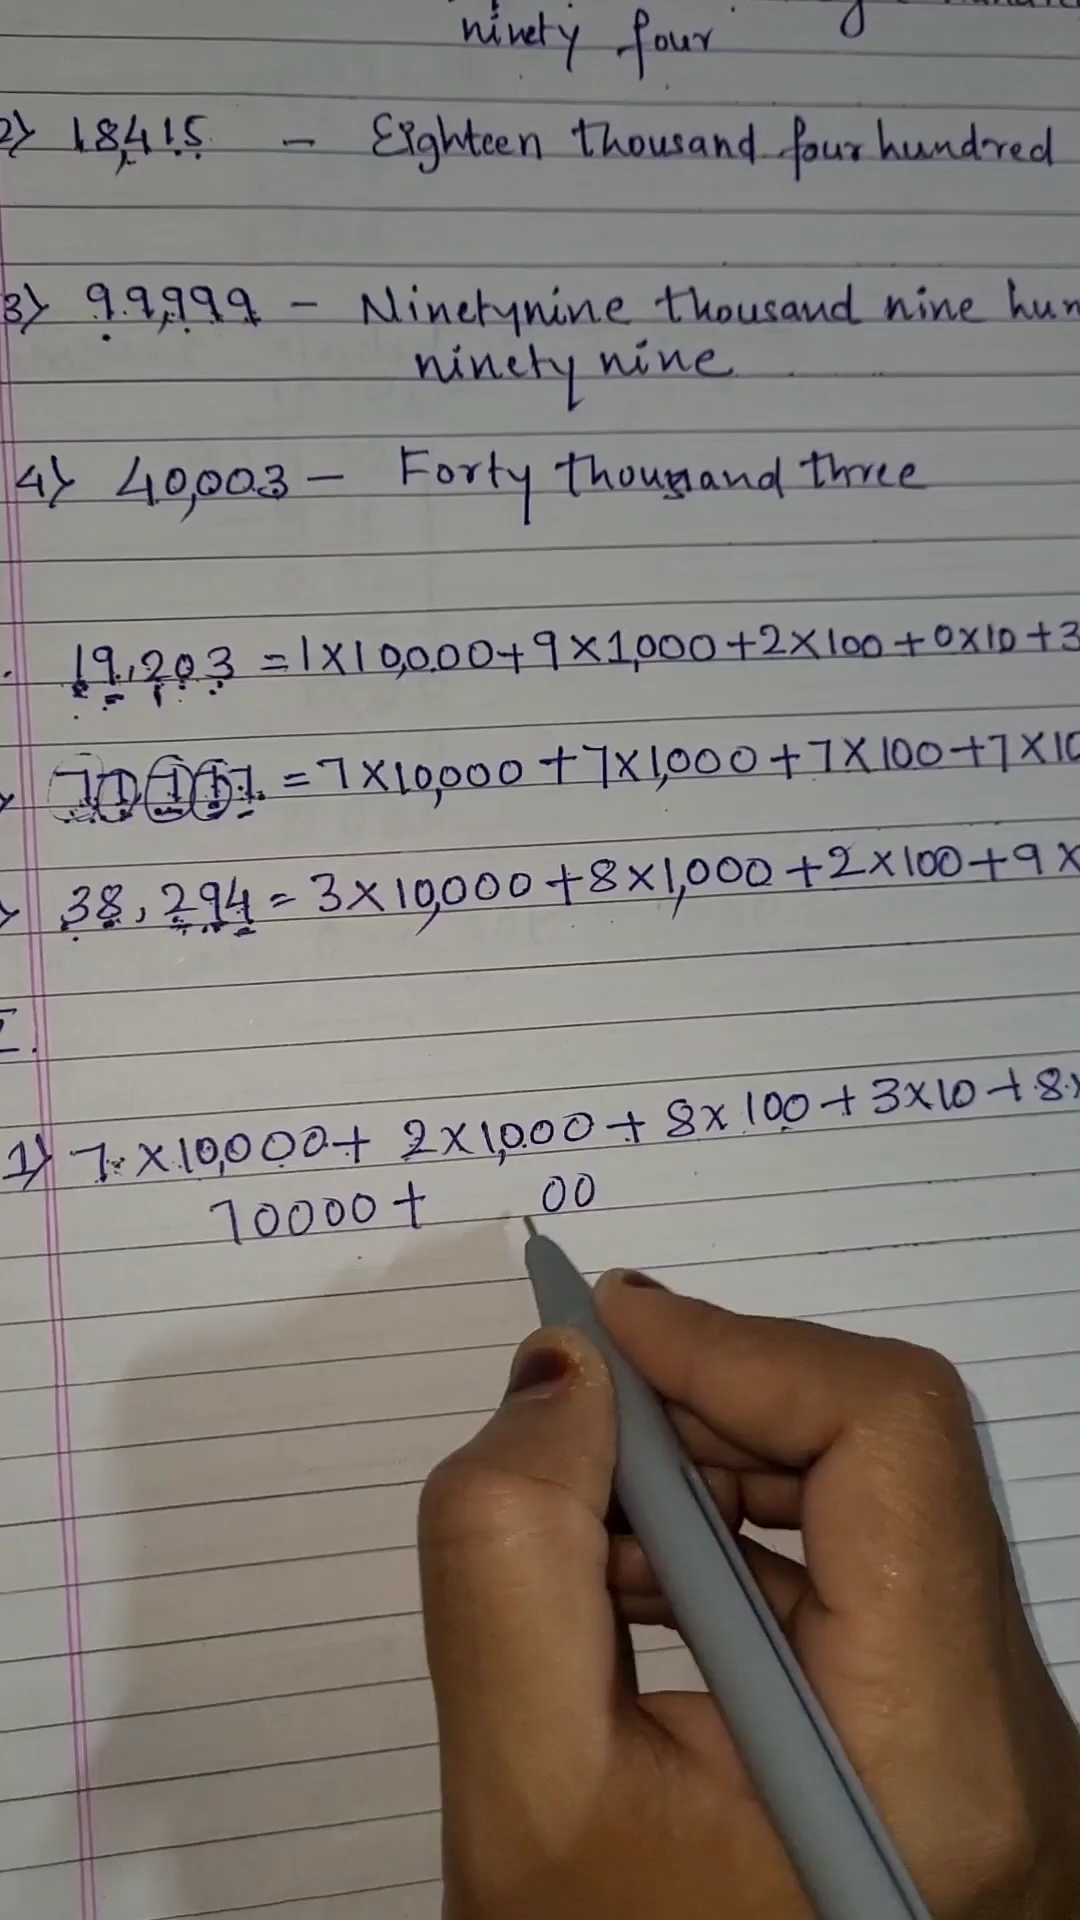 ninety four
2) 18,415 - Eighteen thousand four hundred
3) 99,999 - Ninetynine thousand nine hun
ninety nine
4) 40,003 - Forty thousand three
19,203 = 1×10,000+9×1,000+2×100+0×10+3
77,777 = 7×10,000+7×1,000+7×100+7×10
38,294 = 3×10,000+8×1,000+2×100+9×
I.
1) 7×10,000+ 2×1,000+8×100+3×10+8×
70000+ 00